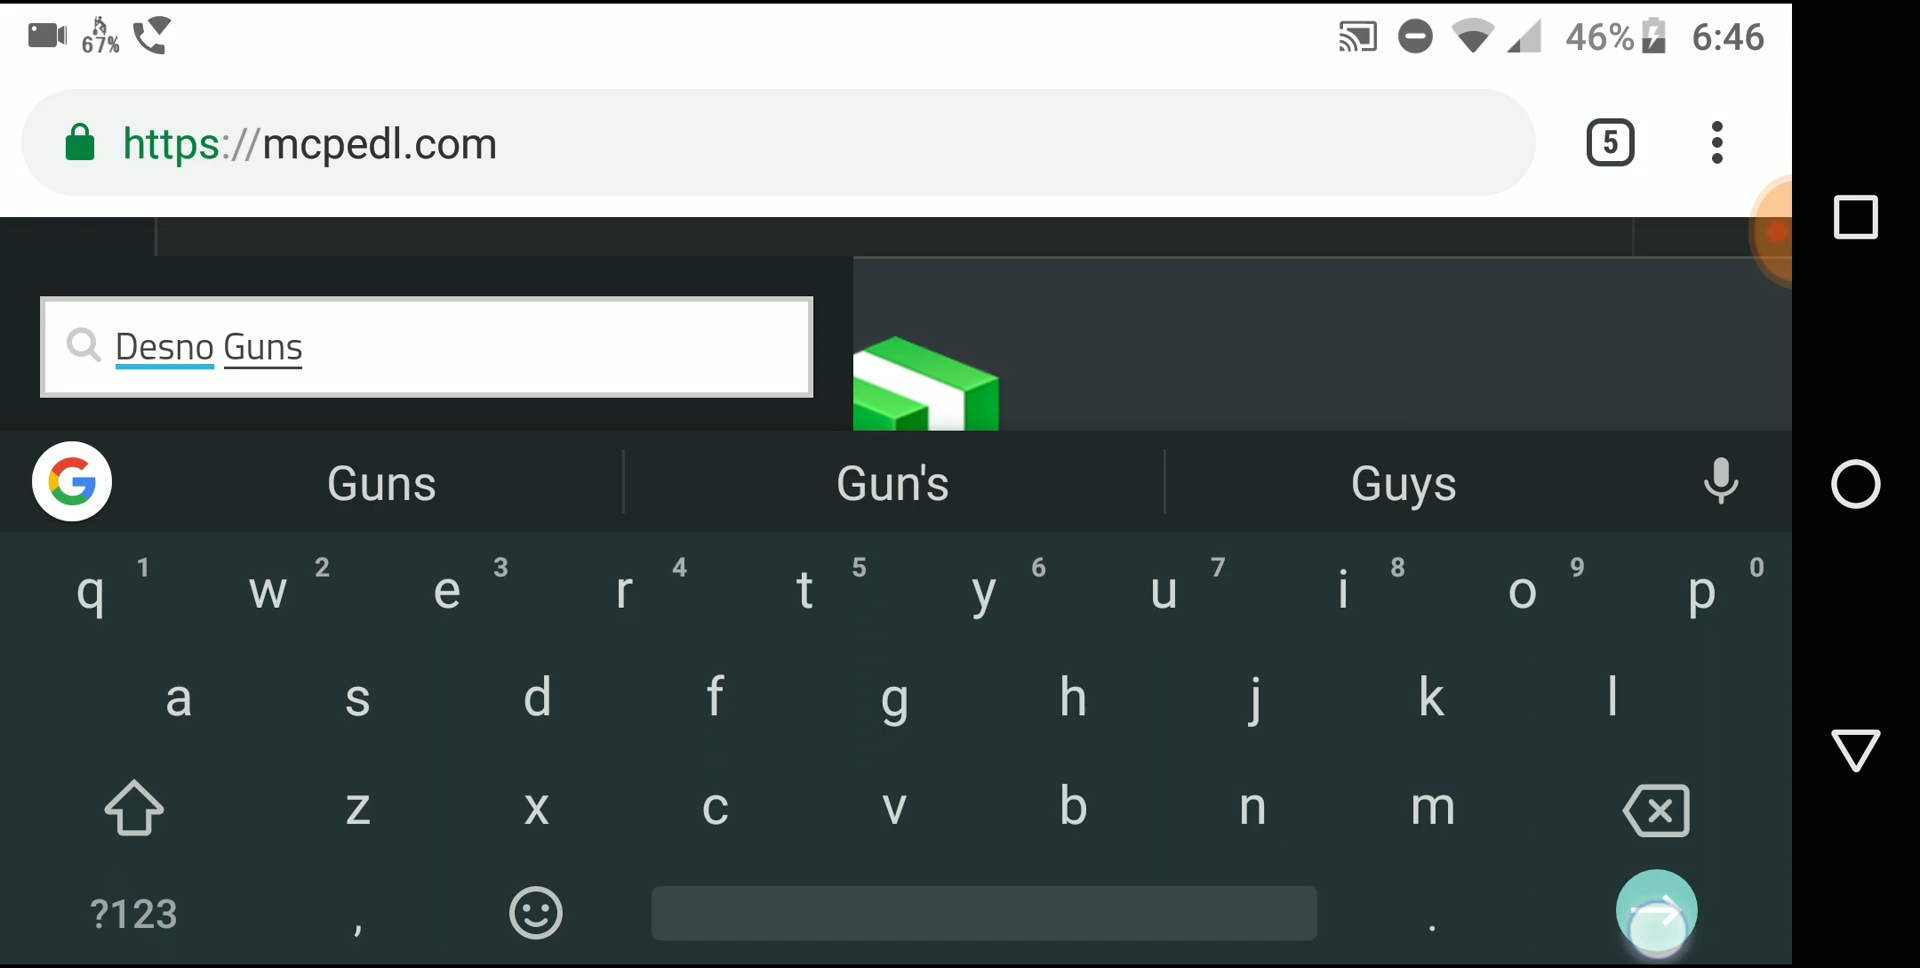 67% 46% 6:46
https://mcpedl.com 5
Desno Guns
G Guns Gun's Guys
q 1 w 2 e 3 r 4 t 5 y 6 u 7 i 8 o 9 p 0
a s d f g h j k l
z x c v b n m
?123 , .